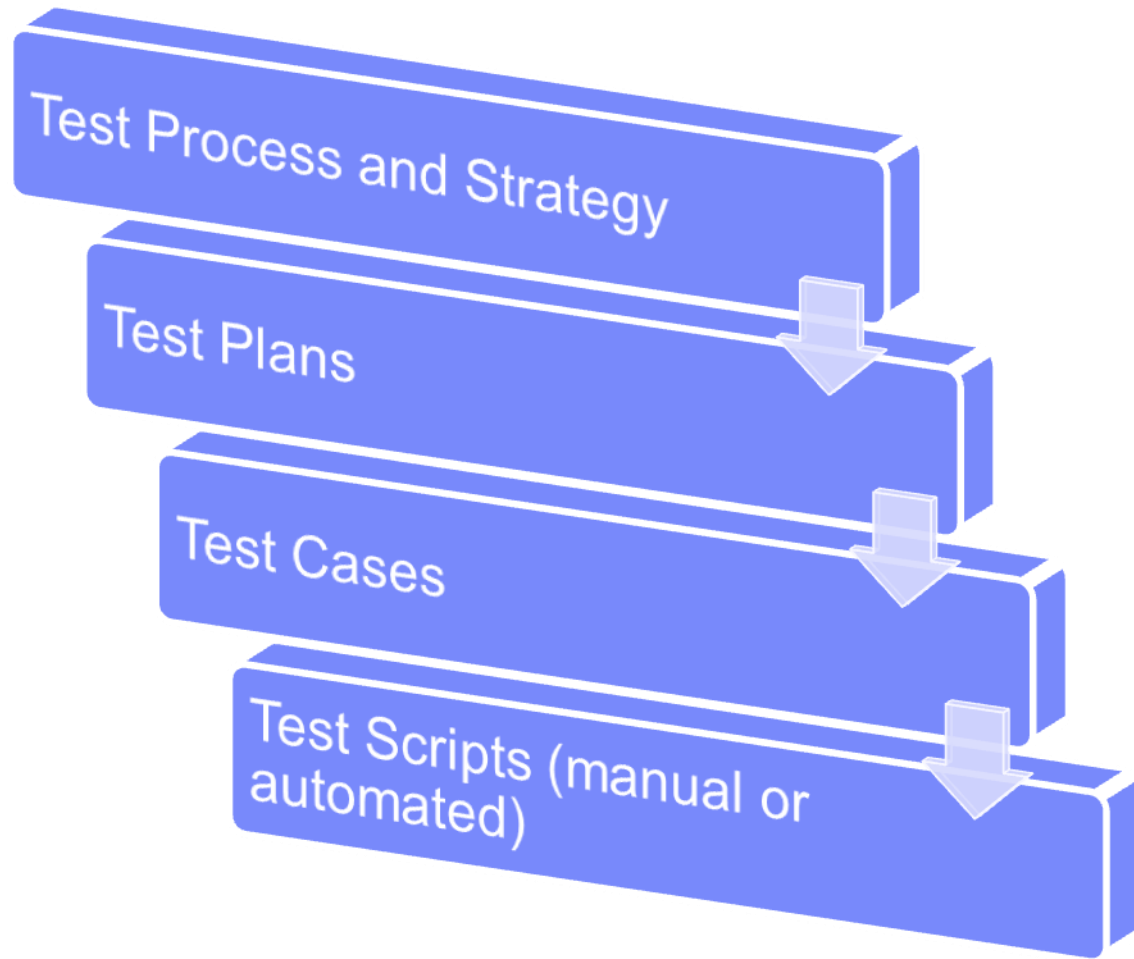 Test Process and Strategy
Test Plans
Test Cases
Test Scripts (manual or
automated)